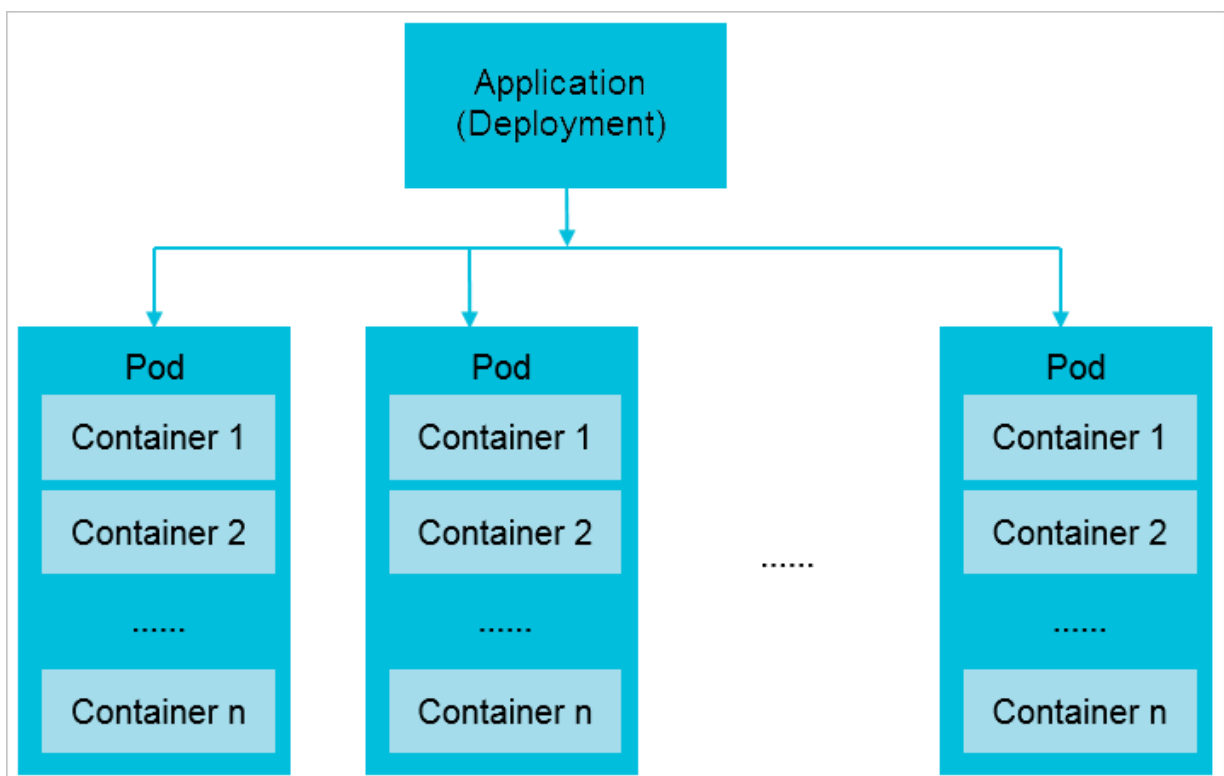 Application
(Deployment)
Pod
Container 1
Container 2
......
Container n
Pod
Container 1
Container 2
......
Container n
......
Pod
Container 1
Container 2
......
Container n